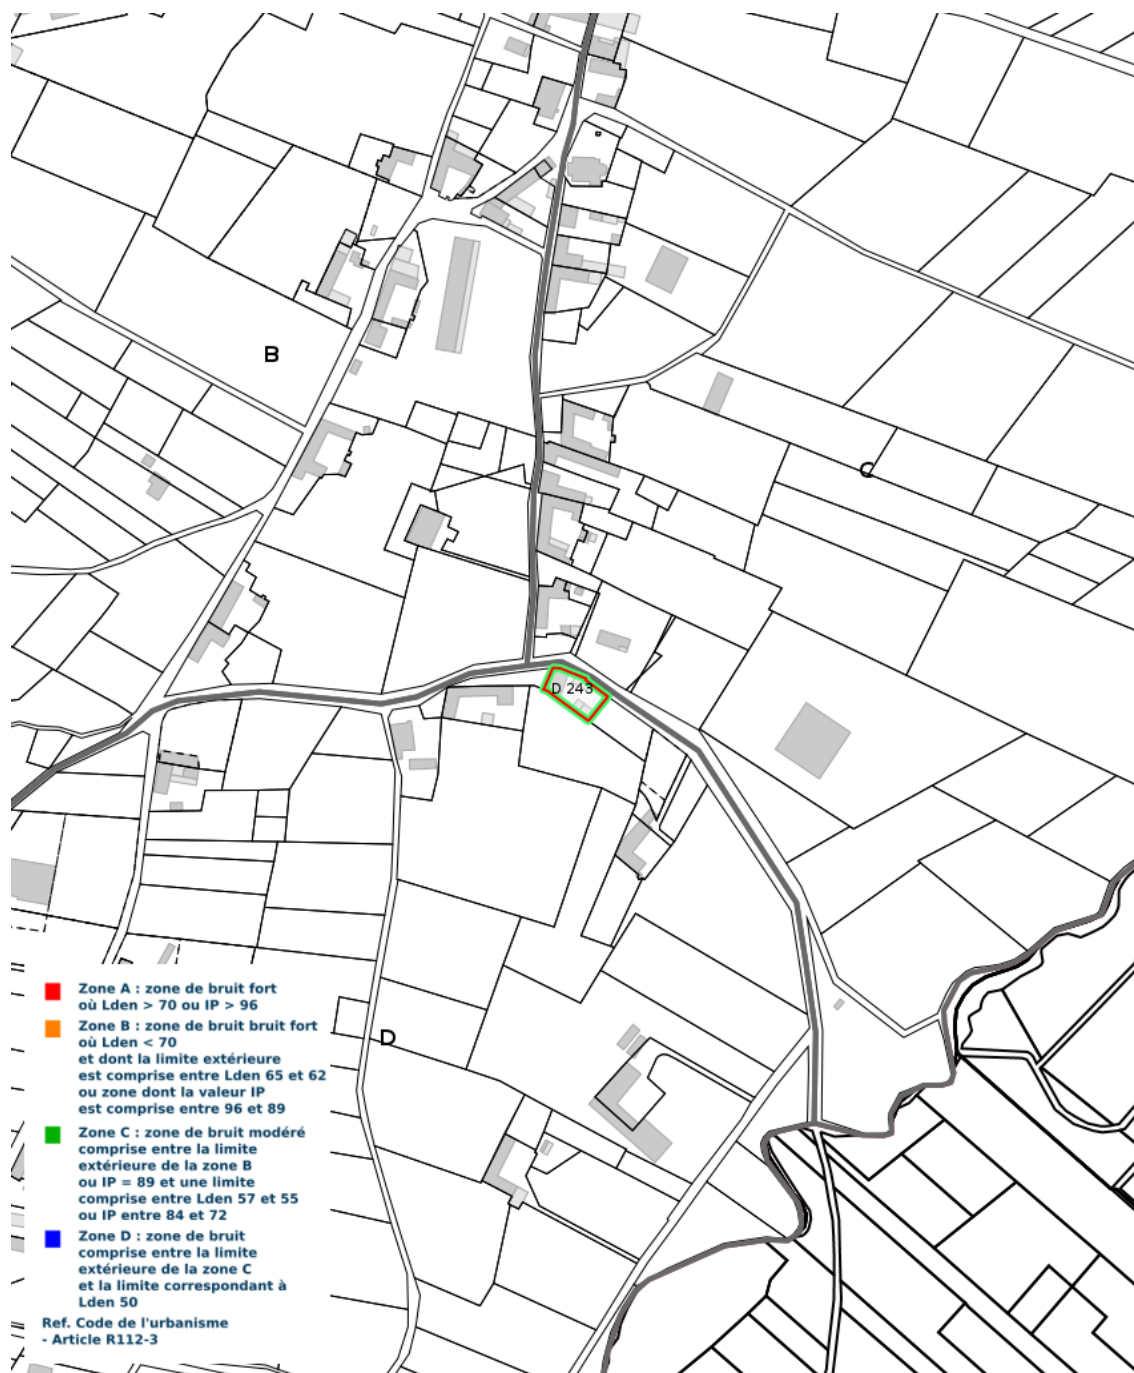 B
C
D 243
D
Zone A : zone de bruit fort
où Lden > 70 ou IP > 96
Zone B : zone de bruit bruit fort
où Lden < 70
et dont la limite extérieure
est comprise entre Lden 65 et 62
ou zone dont la valeur IP
est comprise entre 96 et 89
Zone C : zone de bruit modéré
comprise entre la limite
extérieure de la zone B
ou IP = 89 et une limite
comprise entre Lden 57 et 55
ou IP entre 84 et 72
Zone D : zone de bruit
comprise entre la limite
extérieure de la zone C
et la limite correspondant à
Lden 50
Ref. Code de l'urbanisme
- Article R112-3